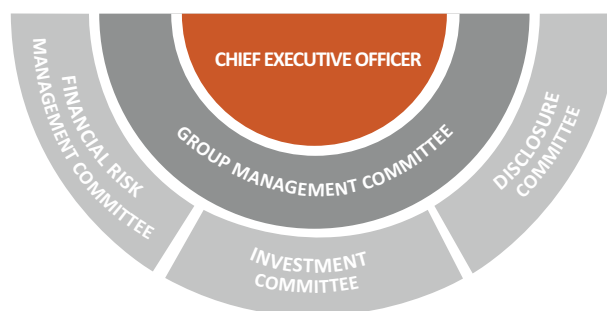 CHIEF EXECUTIVE OFFICER
GROUP MANAGEMENT COMMITTEE
FINANCIAL RISK
MANAGEMENT COMMITTEE
INVESTMENT
COMMITTEE
DISCLOSURE
COMMITTEE